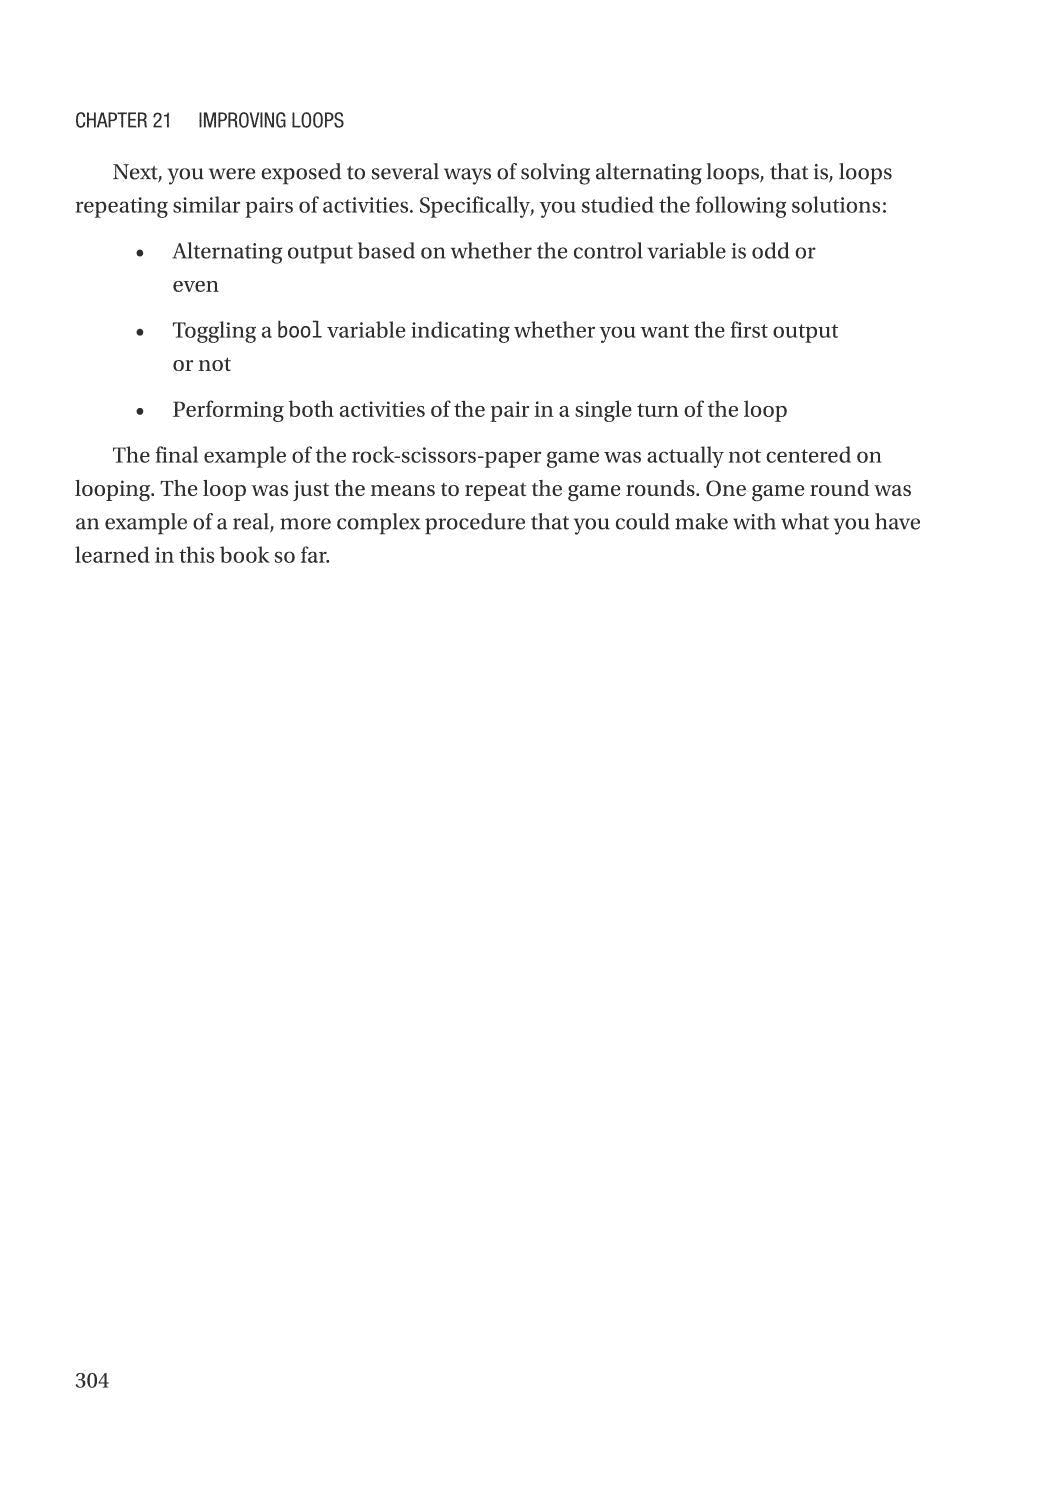 CHAPTER 21 IMPROVING LOOPS
Next, you were exposed to several ways of solving alternating loops, that is, loops
repeating similar pairs of activities. Specifically, you studied the following solutions:
• Alternating output based on whether the control variable is odd or
even
• Toggling a bool variable indicating whether you want the first output
or not
• Performing both activities of the pair in a single turn of the loop
The final example of the rock-scissors-paper game was actually not centered on
looping. The loop was just the means to repeat the game rounds. One game round was
an example of a real, more complex procedure that you could make with what you have
learned in this book so far.
304